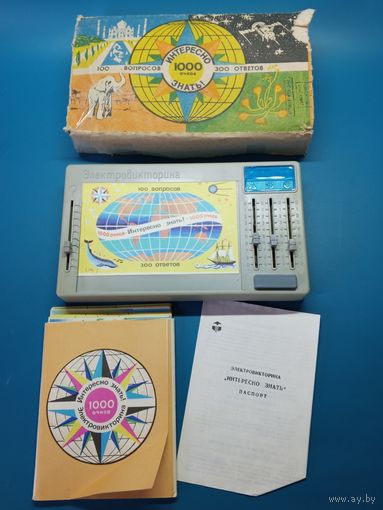 ИНТЕРЕСНО
1000
очков
ЗНАТЬ!
100 ВОПРОСОВ 300 ОТВЕТОВ
Электровикторина
100 вопросов
1000 очков Интересно знать! 1000 очков
300 ответов
Интересно знать!
1000
очков
Электровикторина
ЭЛЕКТРОВИКТОРИНА
„ИНТЕРЕСНО ЗНАТЬ"
ПАСПОРТ
www.ay.by